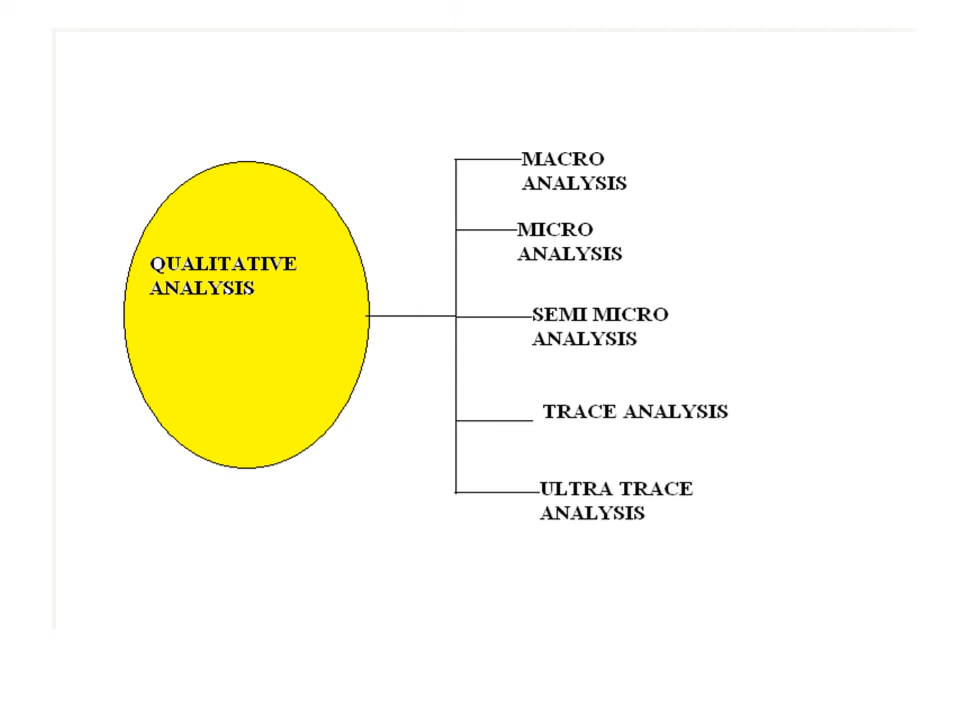 QUALITATIVE
ANALYSIS
MACRO
ANALYSIS
MICRO
ANALYSIS
SEMI MICRO
ANALYSIS
TRACE ANALYSIS
ULTRA TRACE
ANALYSIS